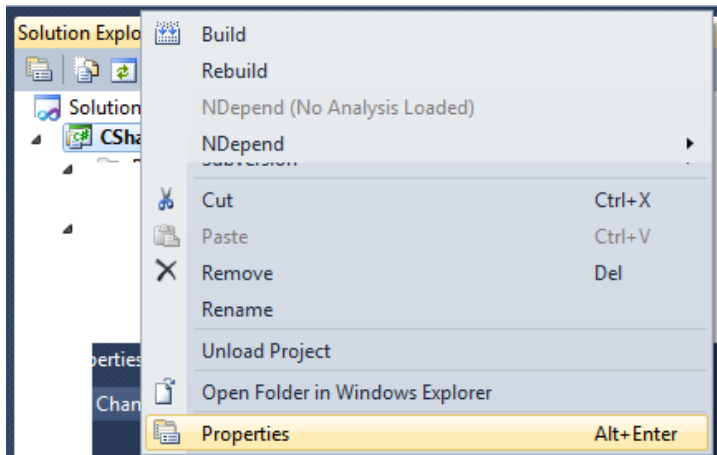 Solution Explo
Build
Rebuild
Solution
NDepend (No Analysis Loaded)
CSha
NDepend
Cut Ctrl+X
Paste Ctrl+V
Remove Del
Rename
Unload Project
perties
Open Folder in Windows Explorer
Chan
Properties Alt+Enter